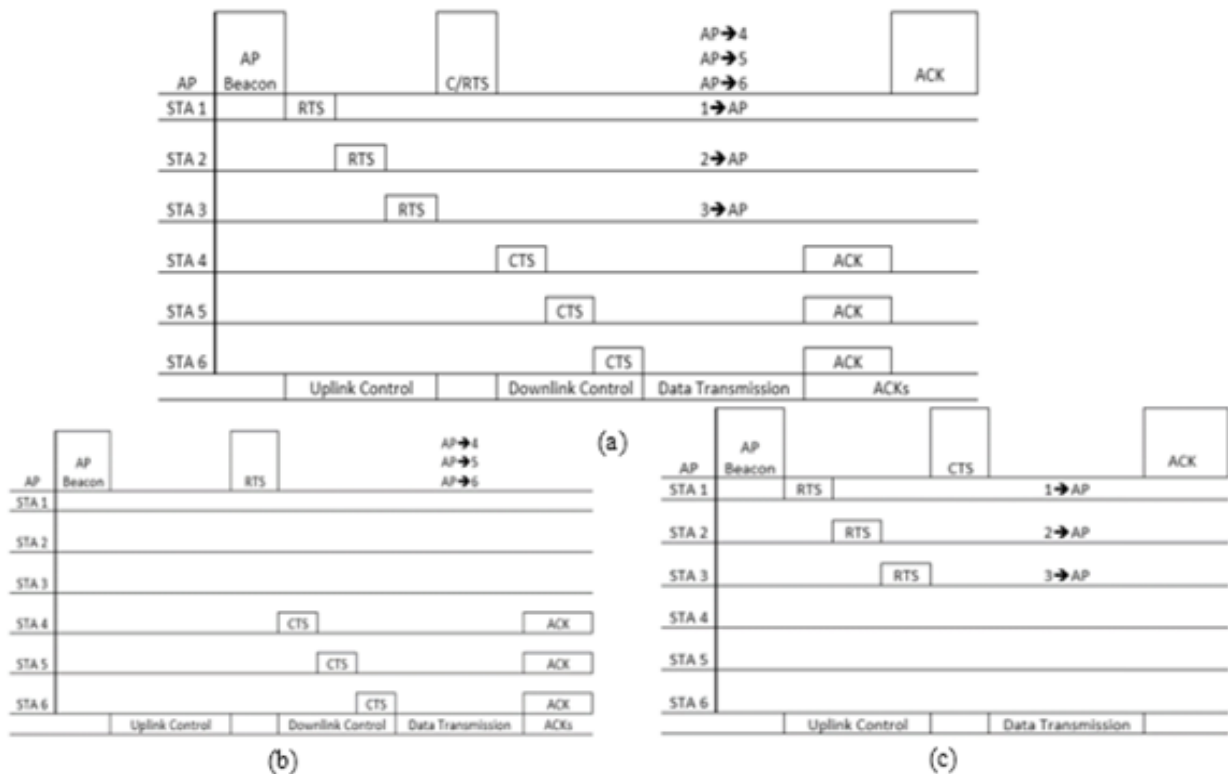 AP→4
AP→5
AP Beacon C/RTS AP→6 ACK
AP
STA 1 RTS 1→AP
STA 2 RTS 2→AP
STA 3 RTS 3→AP
STA 4 CTS ACK
STA 5 CTS ACK
STA 6 CTS ACK
Uplink Control Downlink Control Data Transmission ACKs
(a)
AP→4
AP→5
AP AP Beacon RTS AP→6
STA 1
STA 2
STA 3
STA 4 CTS ACK
STA 5 CTS ACK
STA 6 CTS ACK
Uplink Control Downlink Control Data Transmission ACKs
(b)
AP AP Beacon CTS ACK
STA 1 RTS 1→AP
STA 2 RTS 2→AP
STA 3 RTS 3→AP
STA 4
STA 5
STA 6
Uplink Control Data Transmission
(c)